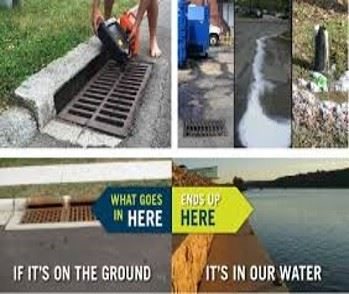 WHAT GOES
IN HERE
ENDS UP
HERE
IF IT'S ON THE GROUND
IT'S IN OUR WATER